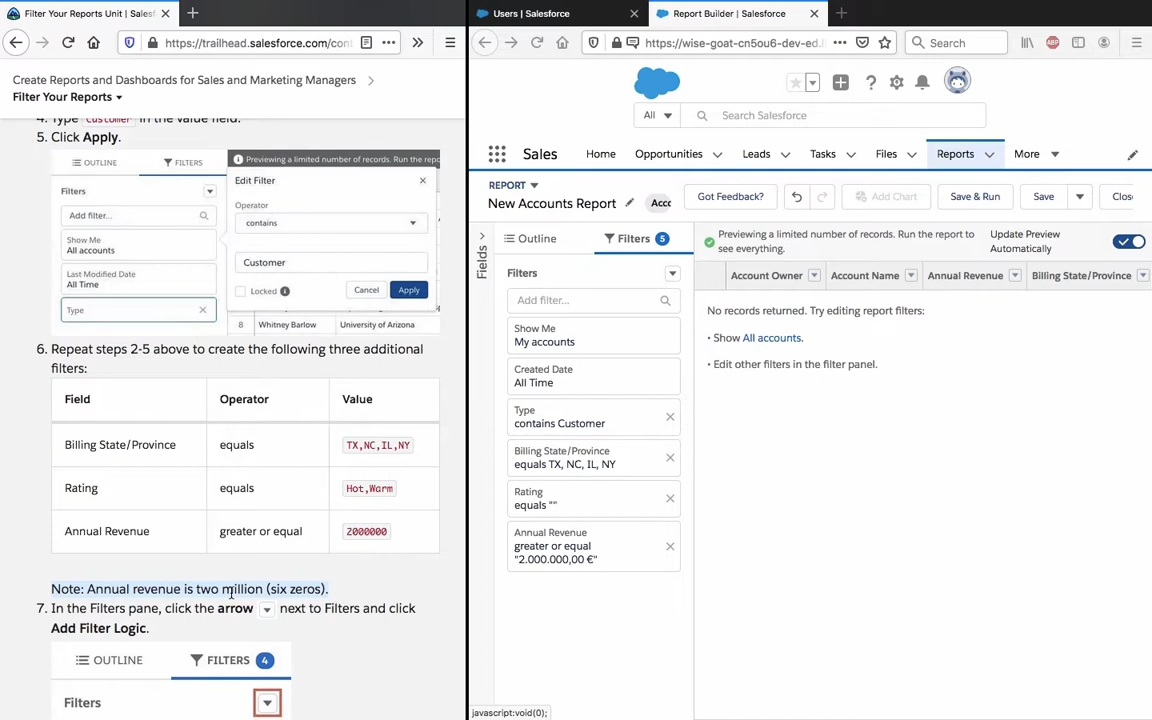 Filter Your Reports Unit | Sales
https://trailhead.salesforce.com/con
Create Reports and Dashboards for Sales and Marketing Managers
Filter Your Reports
4. Type Customer in the value field.
5. Click Apply.
OUTLINE
FILTERS
Previewing a limited number of records. Run the repo
Filters
Add filter...
Show Me
All accounts
Last Modified Date
All Time
Type
Edit Filter
Operator
contains
Customer
Locked
Cancel
Apply
8 Whitney Barlow University of Arizona
6. Repeat steps 2-5 above to create the following three additional
filters:
Field Operator Value
Billing State/Province equals TX,NC,IL,NY
Rating equals Hot,Warm
Annual Revenue greater or equal 2000000
Note: Annual revenue is two million (six zeros).
7. In the Filters pane, click the arrow next to Filters and click
Add Filter Logic.
OUTLINE
FILTERS 4
Filters
Users | Salesforce
Report Builder | Salesforce
https://wise-goat-cn5ou6-dev-ed.l
Search
All
Search Salesforce
Sales
Home
Opportunities
Leads
Tasks
Files
Reports
More
REPORT
New Accounts Report
Acco
Got Feedback?
Add Chart
Save & Run
Save
Clos
Fields
Outline
Filters 5
Previewing a limited number of records. Run the report to
see everything.
Update Preview
Automatically
Filters
Add filter...
Show Me
My accounts
Created Date
All Time
Type
contains Customer
Billing State/Province
equals TX, NC, IL, NY
Rating
equals ""
Annual Revenue
greater or equal
"2.000.000,00 €"
Account Owner
Account Name
Annual Revenue
Billing State/Province
No records returned. Try editing report filters:
• Show All accounts.
• Edit other filters in the filter panel.
javascript:void(0);